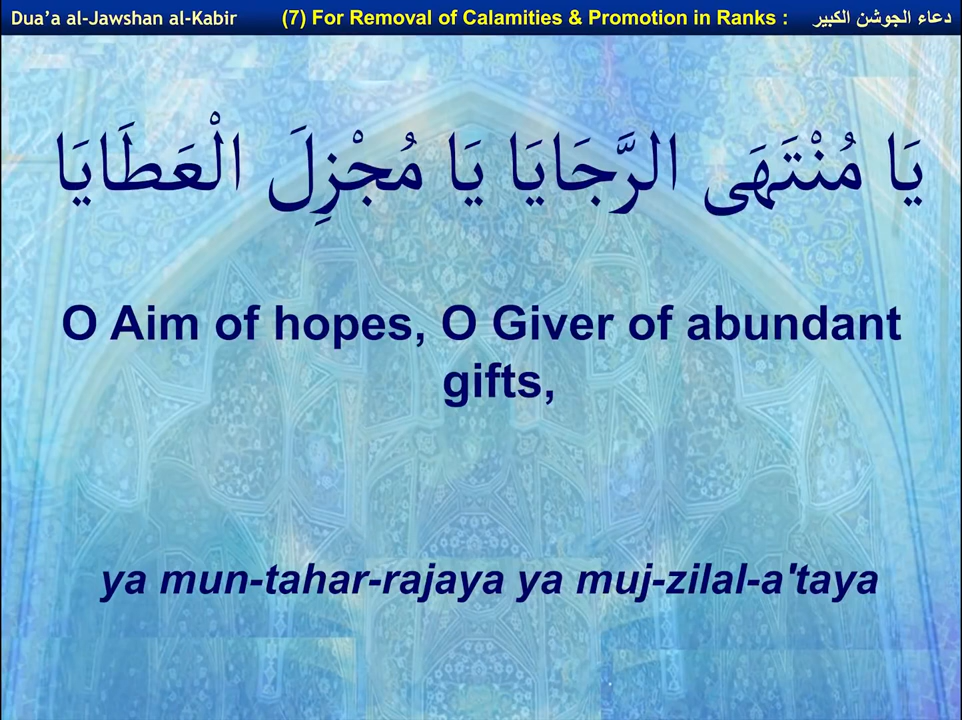 Dua'a al-Jawshan al-Kabir (7) For Removal of Calamities & Promotion in Ranks : دعاء الجوشن الكبير
يَا مُنْتَهَى الرَّجَايَا يَا مُجْزِلَ الْعَطَايَا
O Aim of hopes, O Giver of abundant
gifts,
ya mun-tahar-rajaya ya muj-zilal-a'taya